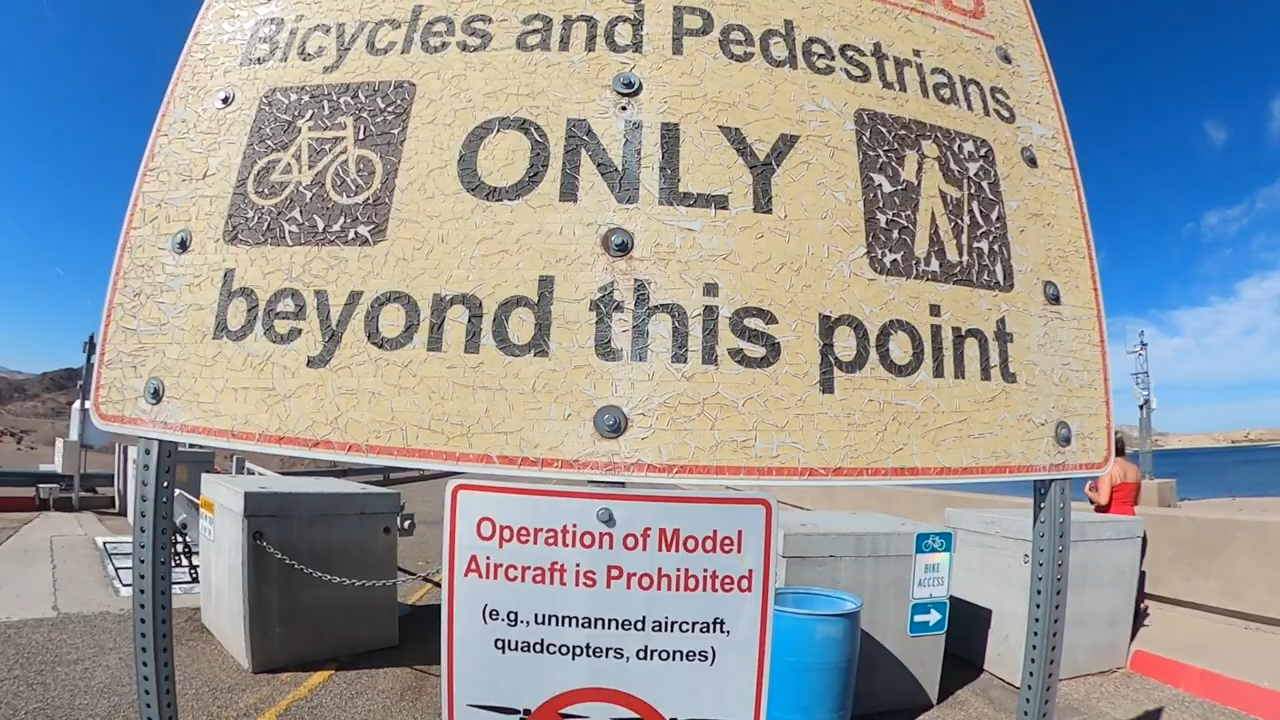 Bicycles and Pedestrians
ONLY
beyond this point
Operation of Model
Aircraft is Prohibited
(e.g., unmanned aircraft,
quadcopters, drones)
BIKE
ACCESS